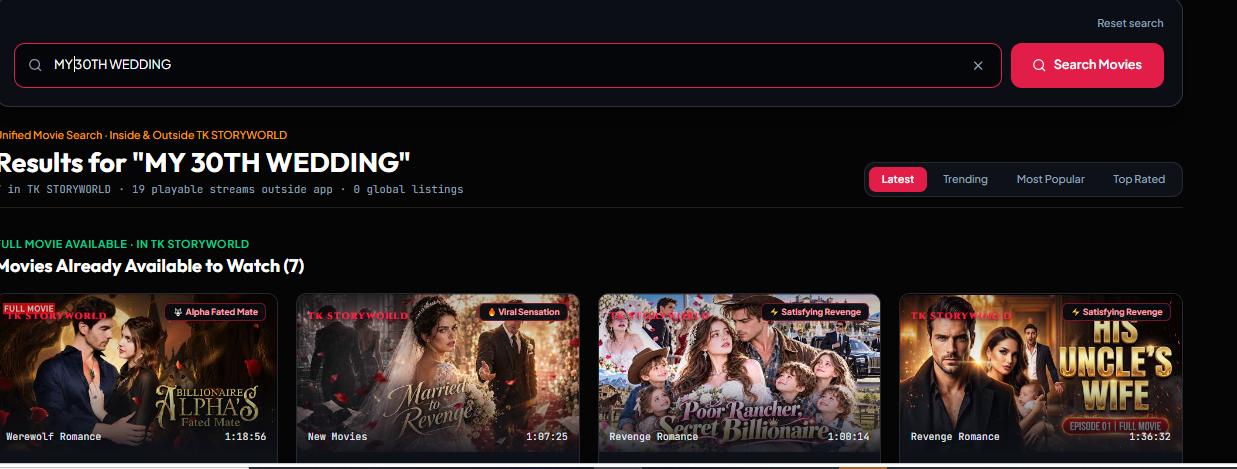 Reset search
MY 30TH WEDDING
Search Movies
Unified Movie Search · Inside & Outside TK STORYWORLD
Results for "MY 30TH WEDDING"
in TK STORYWORLD · 19 playable streams outside app · 0 global listings
Latest
Trending
Most Popular
Top Rated
FULL MOVIE AVAILABLE · IN TK STORYWORLD
Movies Already Available to Watch (7)
FULL MOVIE
TK STORYWORLD
Alpha Fated Mate
BILLIONAIRE
ALPHA'S
Fated Mate
Werewolf Romance
1:18:56
TK STORYWORLD
Viral Sensation
Married
to
Revenge
New Movies
1:07:25
TK STORYWORLD
Satisfying Revenge
Poor Rancher,
Secret Billionaire
Revenge Romance
1:00:14
TK STORYWORLD
Satisfying Revenge
HIS
UNCLE'S
WIFE
EPISODE 01 | FULL MOVIE
Revenge Romance
1:36:32